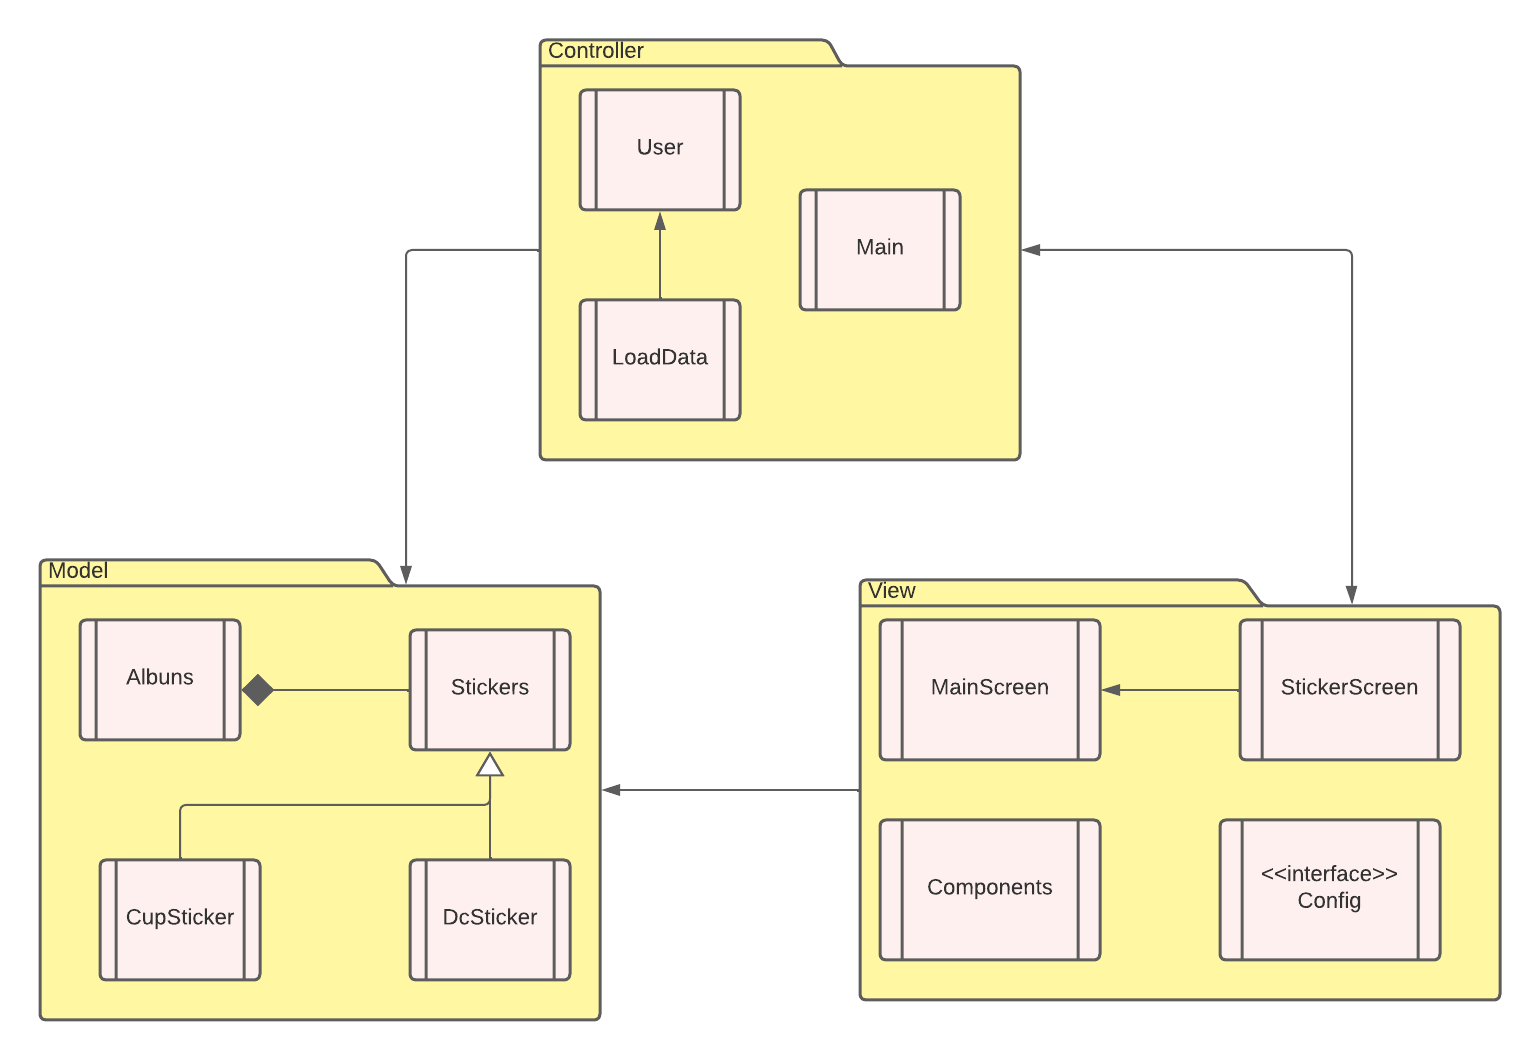 Controller
User
Main
LoadData
Model
Albuns
Stickers
CupSticker
DcSticker
View
MainScreen
StickerScreen
Components
<<interface>>
Config